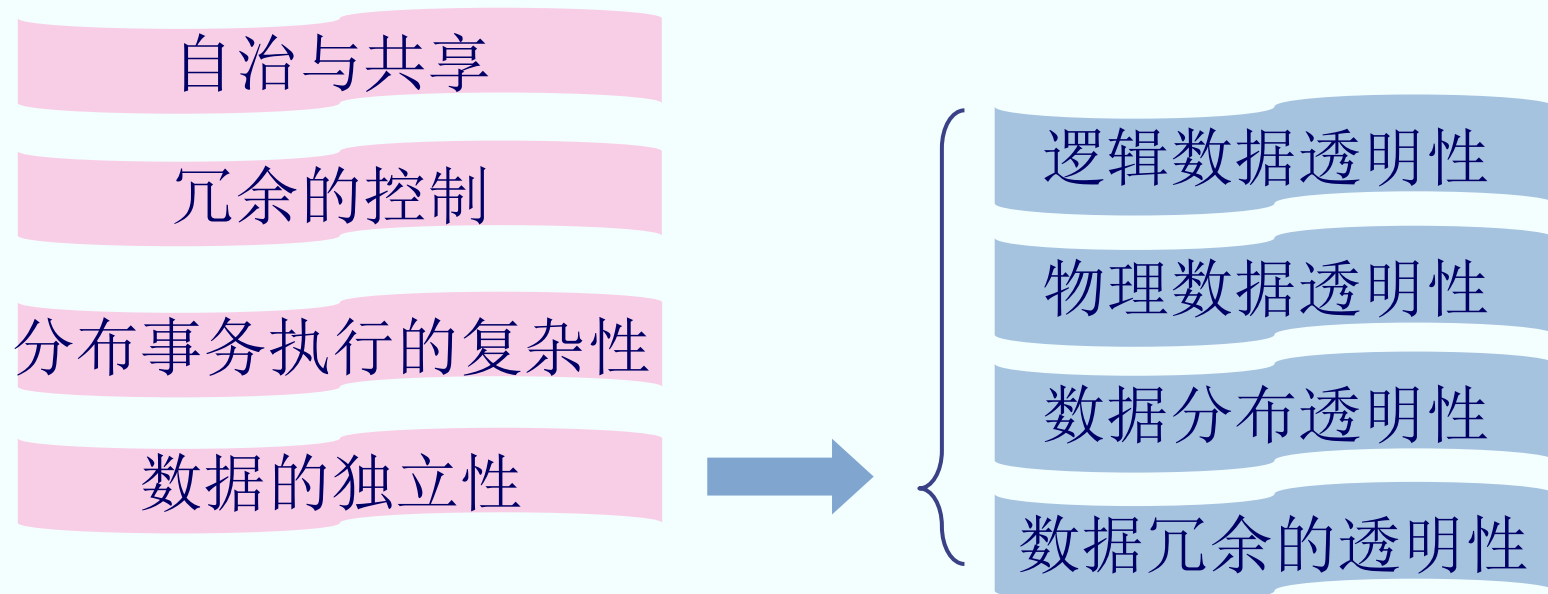 自治与共享
冗余的控制
分布事务执行的复杂性
数据的独立性
逻辑数据透明性
物理数据透明性
数据分布透明性
数据冗余的透明性